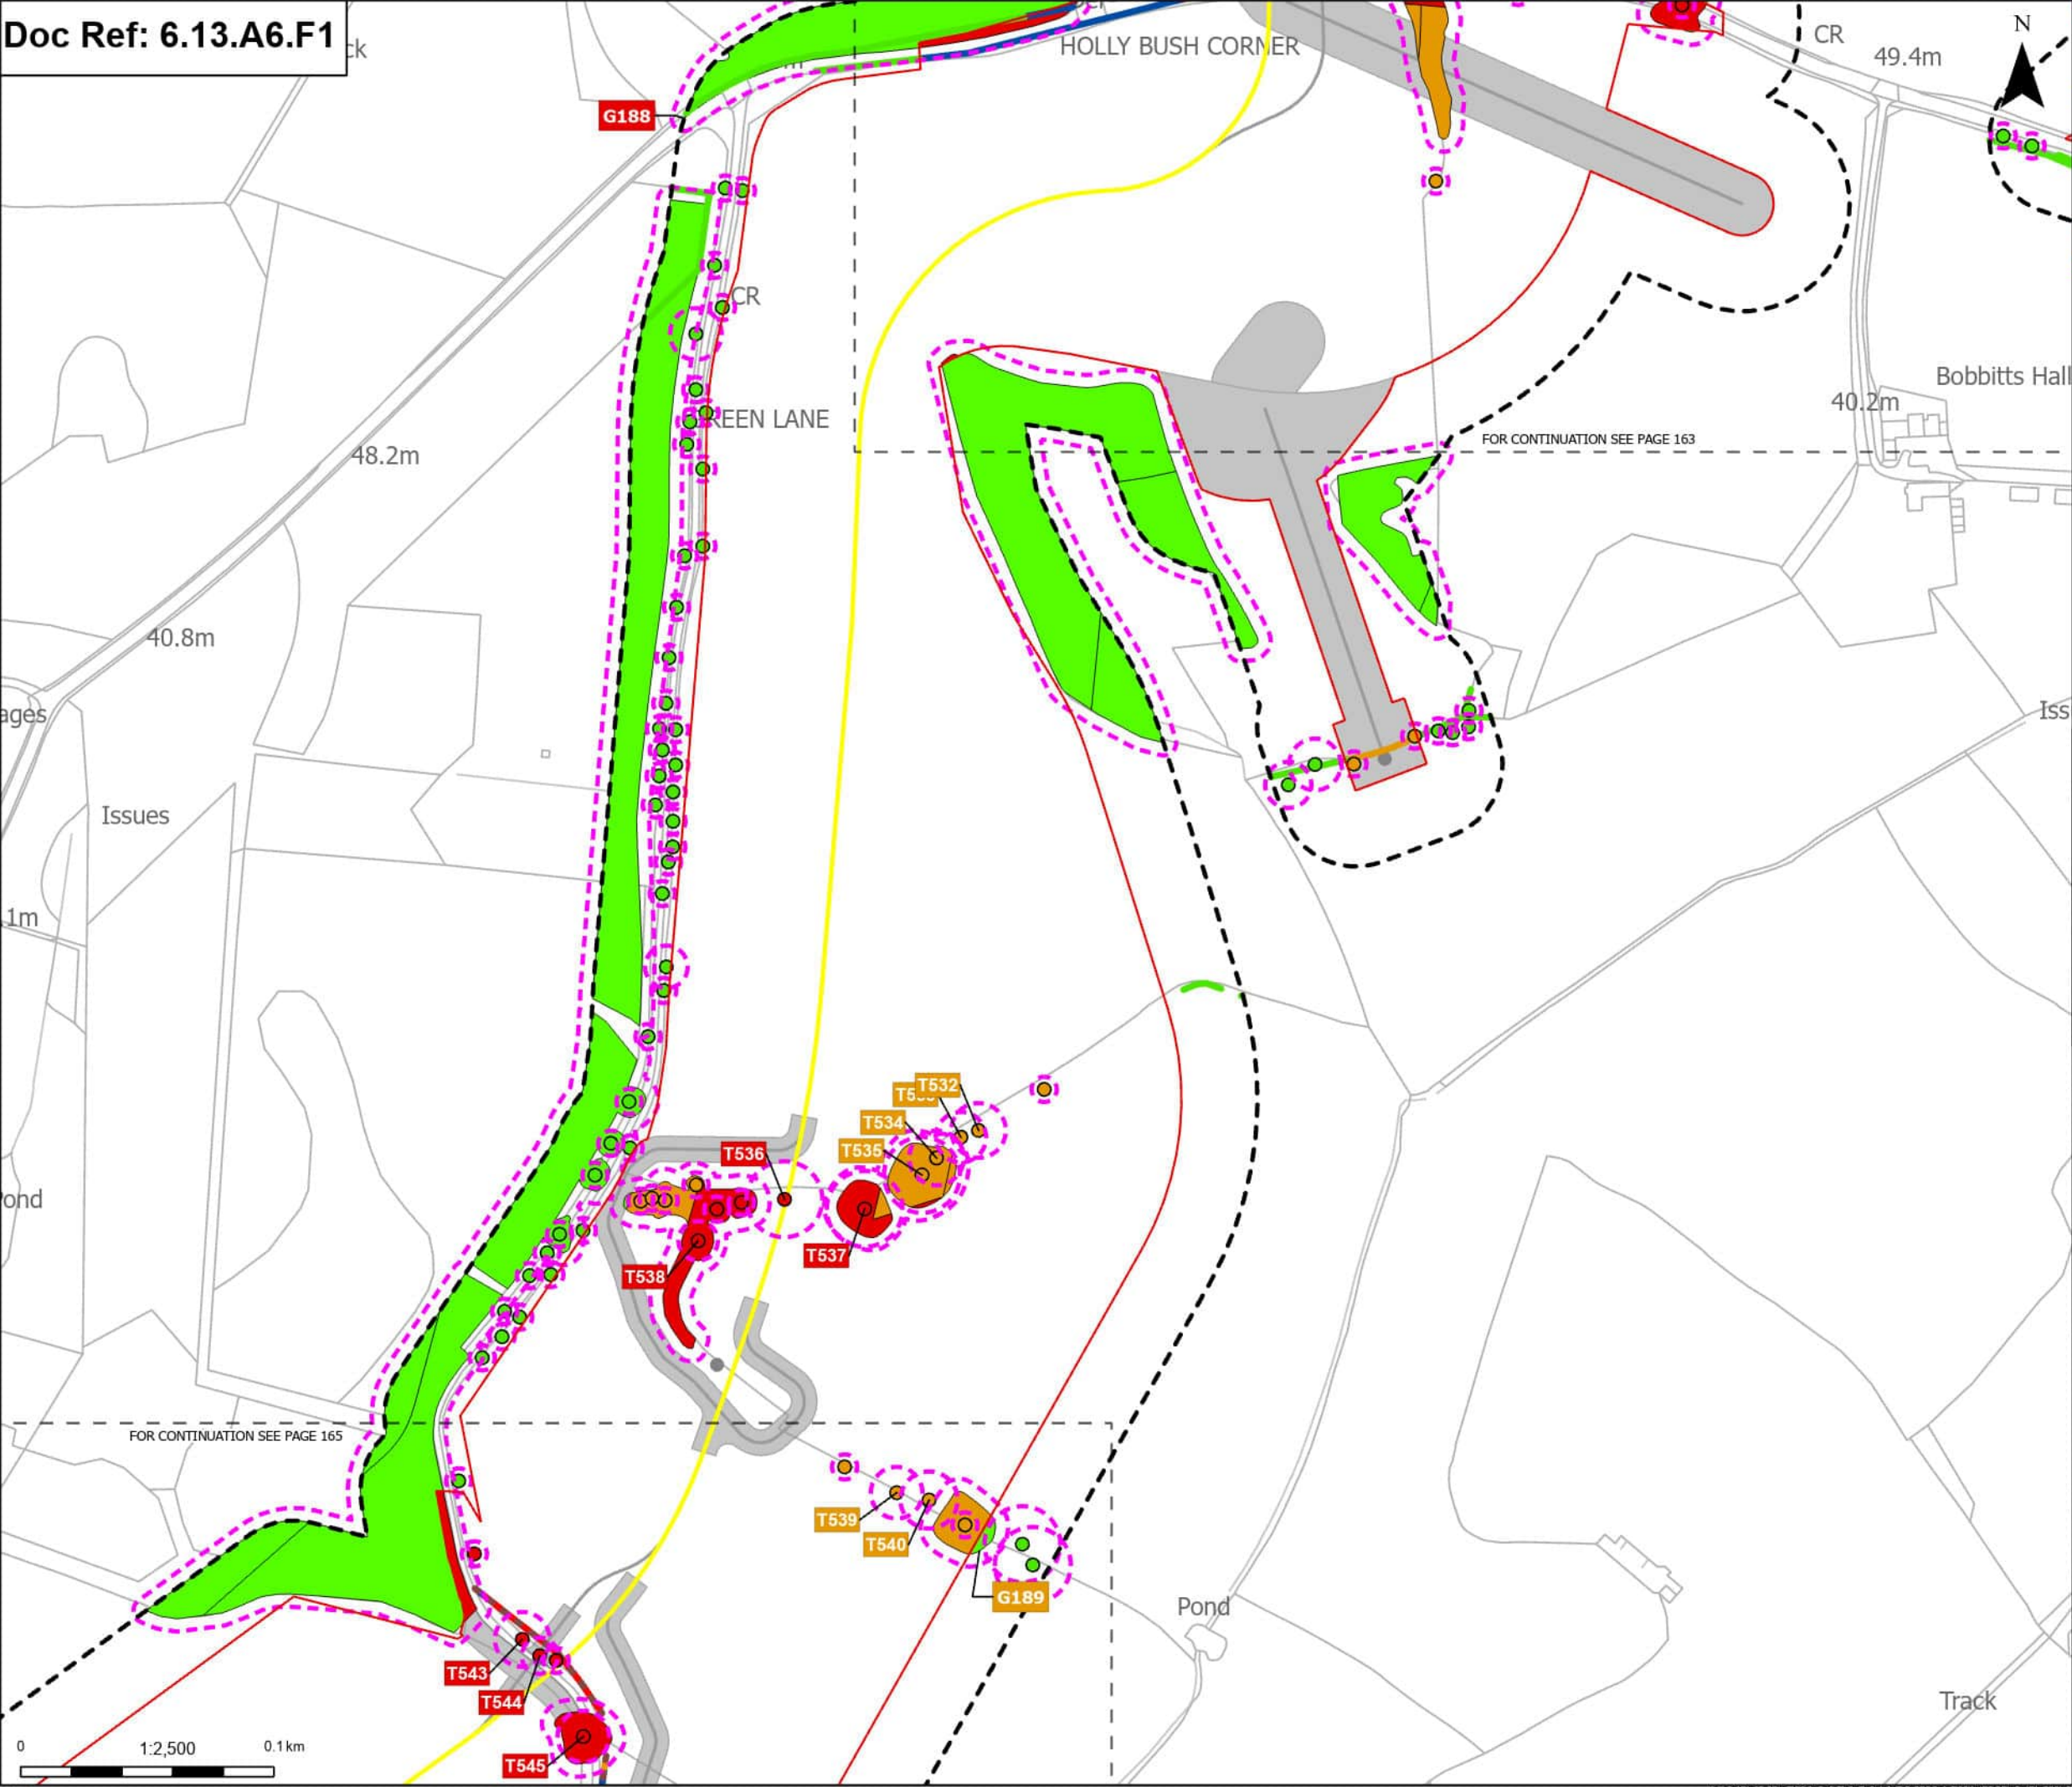 Doc Ref: 6.13.A6.F1
ck
HOLLY BUSH CORNER
CR
49.4m
N
G188
CR
Bobbitts Hall
40.2m
REEN LANE
FOR CONTINUATION SEE PAGE 163
48.2m
40.8m
ages
Iss
Issues
.1m
T532
T534
T535
T536
ond
T537
T538
FOR CONTINUATION SEE PAGE 165
T539
T540
G189
Pond
T543
T544
Track
0
1:2,500
0.1 km
T545